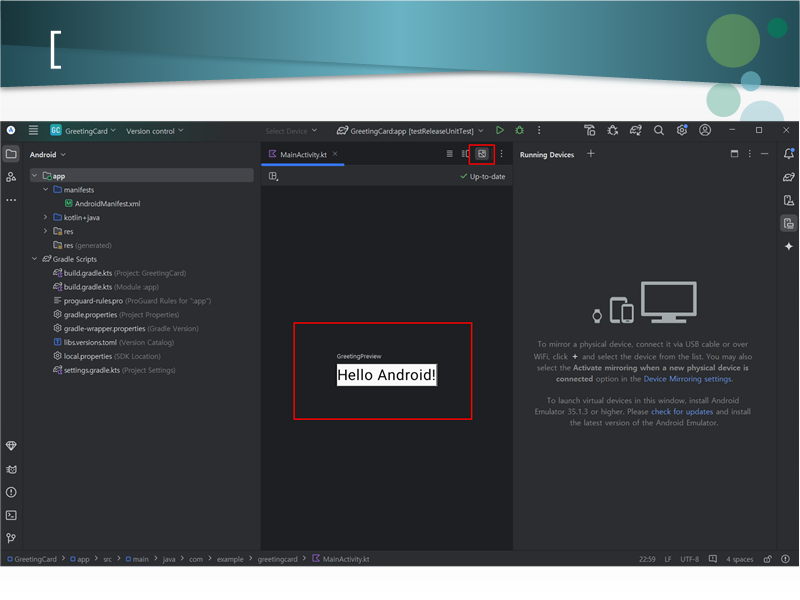 [
GC GreetingCard Version control Select Device GreetingCard.app [testReleaseUnitTest]
Android
app
manifests
AndroidManifest.xml
kotlin+java
res
res (generated)
Gradle Scripts
build.gradle.kts (Project: GreetingCard)
build.gradle.kts (Module :app)
proguard-rules.pro (ProGuard Rules for ":app")
gradle.properties (Project Properties)
gradle-wrapper.properties (Gradle Version)
libs.versions.toml (Version Catalog)
local.properties (SDK Location)
settings.gradle.kts (Project Settings)
MainActivity.kt
Up-to-date
GreetingPreview
Hello Android!
Running Devices
To mirror a physical device, connect it via USB cable or over
WiFi, click + and select the device from the list. You may also
select the Activate mirroring when a new physical device is
connected option in the Device Mirroring settings.
To launch virtual devices in this window, install Android
Emulator 35.1.3 or higher. Please check for updates and install
the latest version of the Android Emulator.
GreetingCard > app > src > main > java > com > example > greetingcard > MainActivity.kt
22:59 LF UTF-8 4 spaces